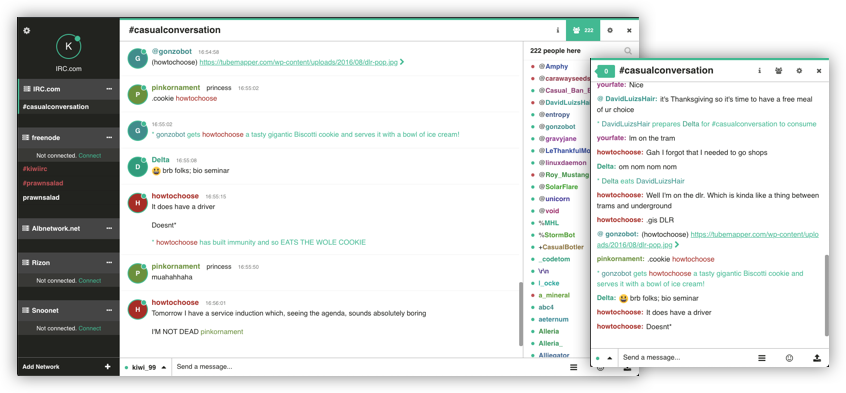 K
IRC.com
IRC.com
#casualconversation
freenode
Not connected. Connect
#kiwiirc
#prawnsalad
prawnsalad
Albnetwork.net
Rizon
Not connected. Connect
Snoonet
Not connected. Connect
Add Network +
#casualconversation
222
G
@gonzobot 16:54:58
(howtochoose) https://tubemapper.com/wp-content/uploads/2016/08/dlr-pop.jpg
P
pinkornament princess 16:55:02
.cookie howtochoose
G
16:55:02
* gonzobot gets howtochoose a tasty gigantic Biscotti cookie and serves it with a bowl of ice cream!
D
Delta 16:55:08
😃 brb folks; bio seminar
H
howtochoose 16:55:15
It does have a driver
Doesnt*
* howtochoose has built immunity and so EATS THE WOLE COOKIE
P
pinkornament princess 16:55:50
muahahhaha
H
howtochoose 16:56:01
Tomorrow I have a service induction which, seeing the agenda, sounds absolutely boring
I'M NOT DEAD pinkornament
kiwi_99
Send a message...
222 people here
@Amphy
@carawayseeds
@Casual_Ban_
@DavidLuizsHa
@entropy
@gonzobot
@gravyjane
@LeThankfulMo
@linuxdaemon
@Roy_Mustang
@SolarFlare
@unicorn
@void
%MHL
%StormBot
+CasualBotler
_codetom
\r\n
l_ocke
a_mineral
abc4
aeternum
Alleria
Alleria_
Alliegator
0
#casualconversation
yourfate: Nice
@ DavidLuizsHair: it's Thanksgiving so it's time to have a free meal
of ur choice
* DavidLuizsHair prepares Delta for #casualconversation to consume
yourfate: Im on the tram
howtochoose: Gah I forgot that I needed to go shops
Delta: om nom nom nom
* Delta eats DavidLuizsHair
howtochoose: Well I'm on the dlr. Which is kinda like a thing between
trams and underground
howtochoose: .gis DLR
@ gonzobot: (howtochoose) https://tubemapper.com/wp-content/uplo
ads/2016/08/dlr-pop.jpg
pinkornament: .cookie howtochoose
* gonzobot gets howtochoose a tasty gigantic Biscotti cookie and
serves it with a bowl of ice cream!
Delta: 😃 brb folks; bio seminar
howtochoose: It does have a driver
howtochoose: Doesnt*
Send a message...